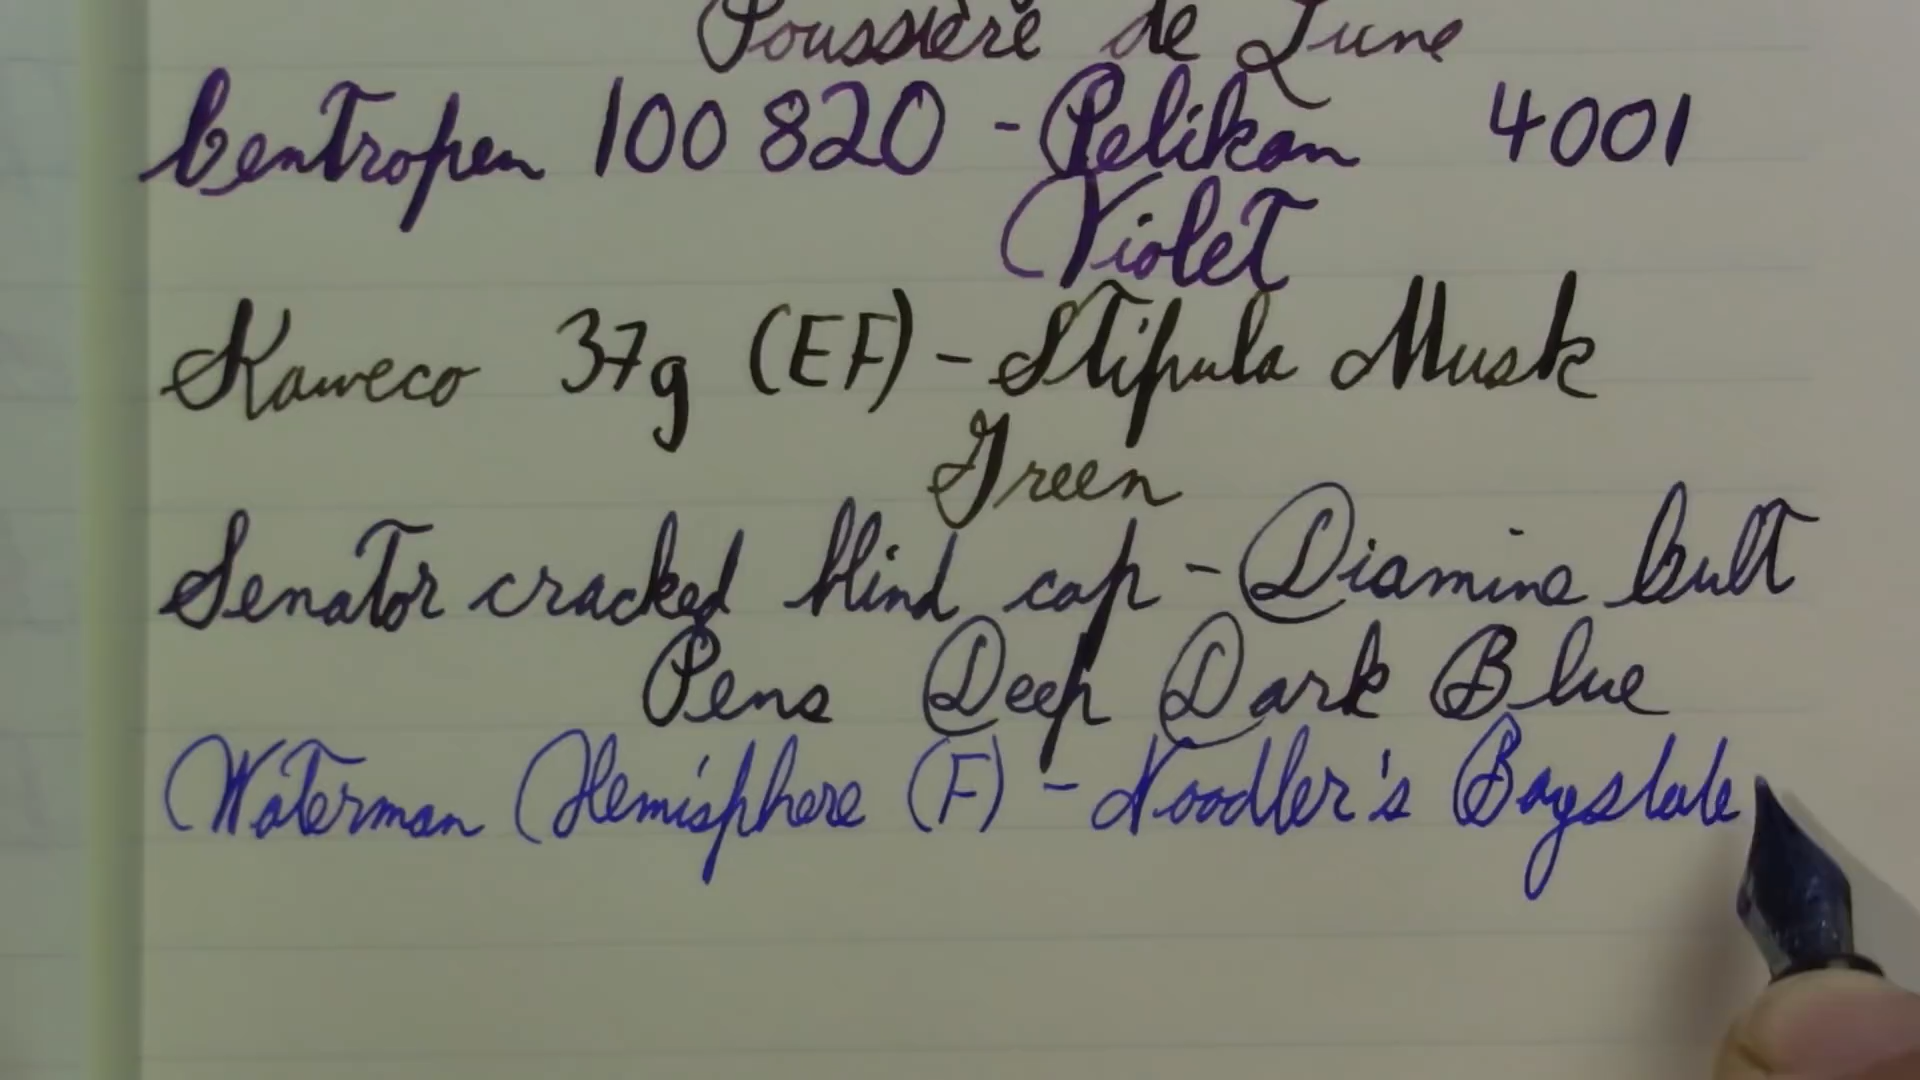 Poussière de Lune
Centropen 100 820 - Pelikan 4001
Violet
Kaweco 37g (EF) - Stipula Musk
Green
Senator cracked blind cap - Diamine Cult
Pens Deep Dark Blue
Waterman Hemisphere (F) - Noodler's Baystate